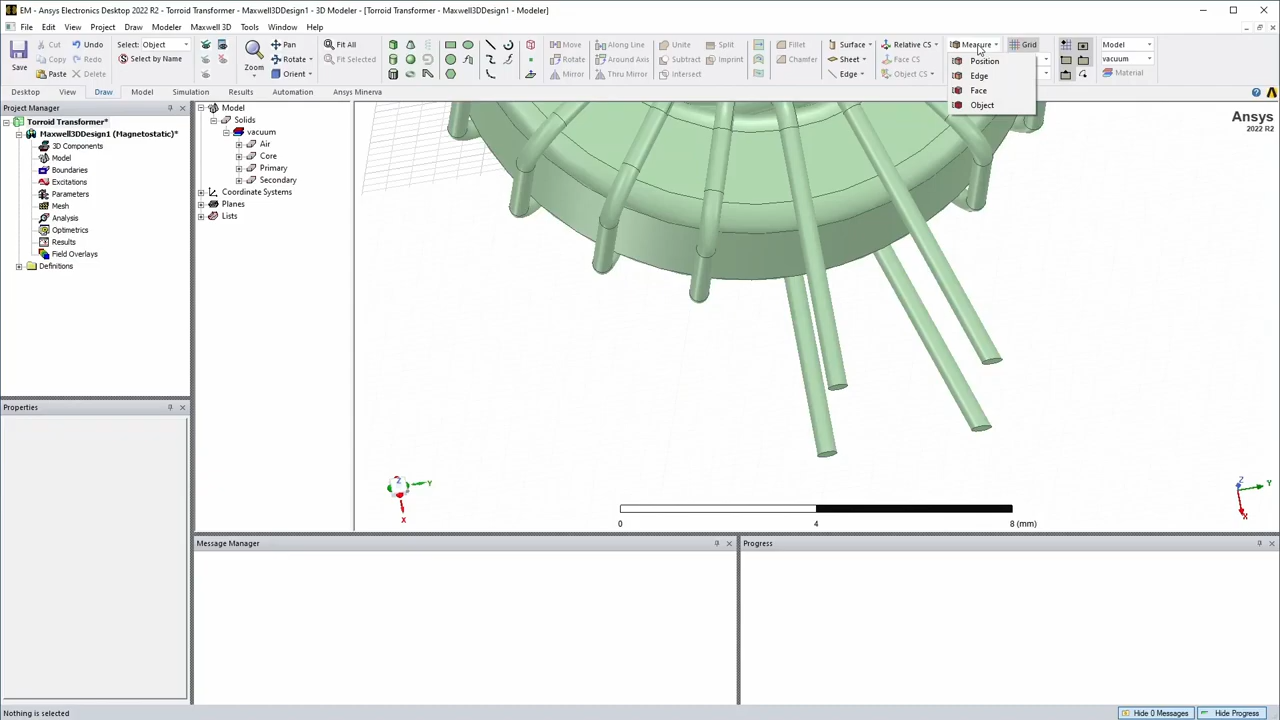 EM - Ansys Electronics Desktop 2022 R2 - Torroid Transformer - Maxwell3DDesign1 - 3D Modeler - [Torroid Transformer - Maxwell3DDesign1 - Modeler]
File Edit View Project Draw Modeler Maxwell 3D Tools Window Help
Save
Cut Undo
Copy Redo
Paste Delete
Select: Object
Select by Name
Zoom
Pan Fit All
Rotate Fit Selected
Orient
Move Along Line Unite Split Fillet
Rotate Around Axis Subtract Imprint Chamfer
Mirror Thru Mirror Intersect
Surface Relative CS Measure Grid
Sheet Face CS
Edge Object CS
Model
vacuum
Material
Position
Edge
Face
Object
Desktop View Draw Model Simulation Results Automation Ansys Minerva
Project Manager
Torroid Transformer*
Maxwell3DDesign1 (Magnetostatic)*
3D Components
Model
Boundaries
Excitations
Parameters
Mesh
Analysis
Optimetrics
Results
Field Overlays
Definitions
Model
Solids
vacuum
Air
Core
Primary
Secondary
Coordinate Systems
Planes
Lists
Ansys
2022 R2
Properties
Z
Y
X
0 4 8 (mm)
Z
Y
X
Message Manager
Progress
Nothing is selected
Hide 0 Messages Hide Progress